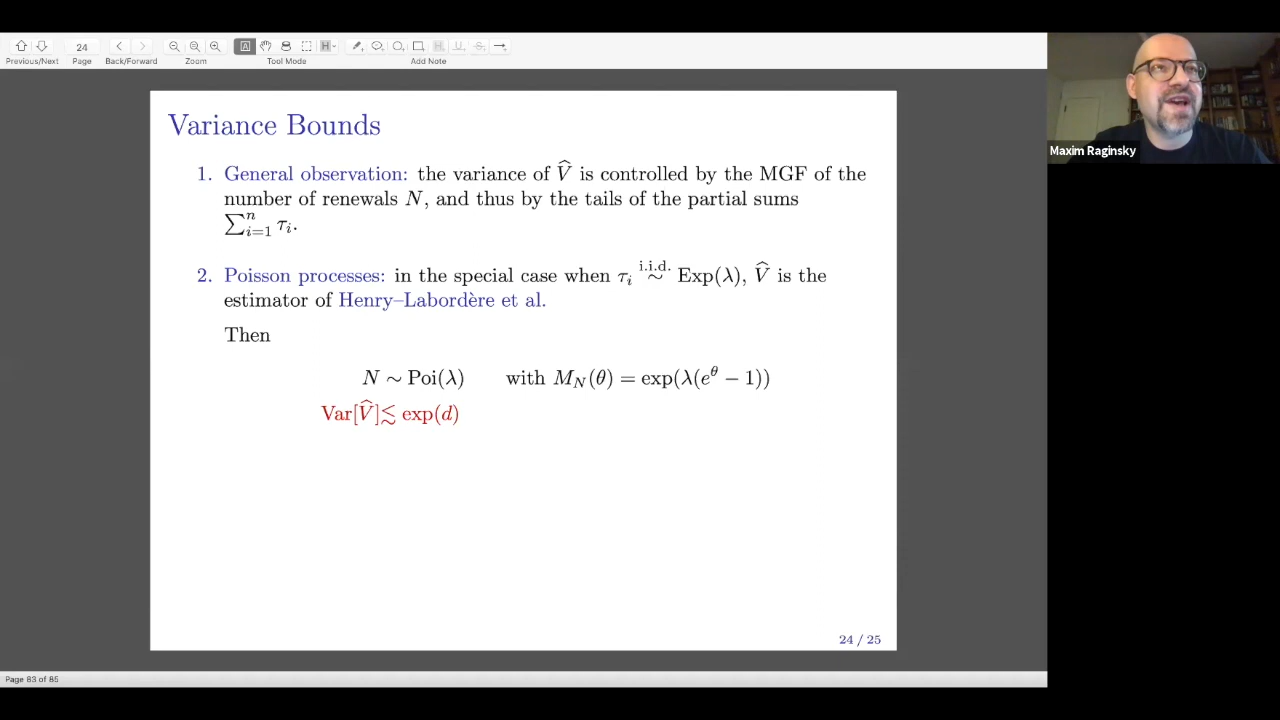 24
Previous/Next Page Back/Forward Zoom Tool Mode Add Note
Maxim Raginsky
Variance Bounds
1. General observation: the variance of V̂ is controlled by the MGF of the
number of renewals N, and thus by the tails of the partial sums
∑ⁿᵢ₌₁ τᵢ.
2. Poisson processes: in the special case when τᵢ i.i.d.∼ Exp(λ), V̂ is the
estimator of Henry–Labordère et al.
Then
N ∼ Poi(λ) with M_N(θ) = exp(λ(e^θ − 1))
Var[V̂] ≲ exp(d)
24 / 25
Page 83 of 85